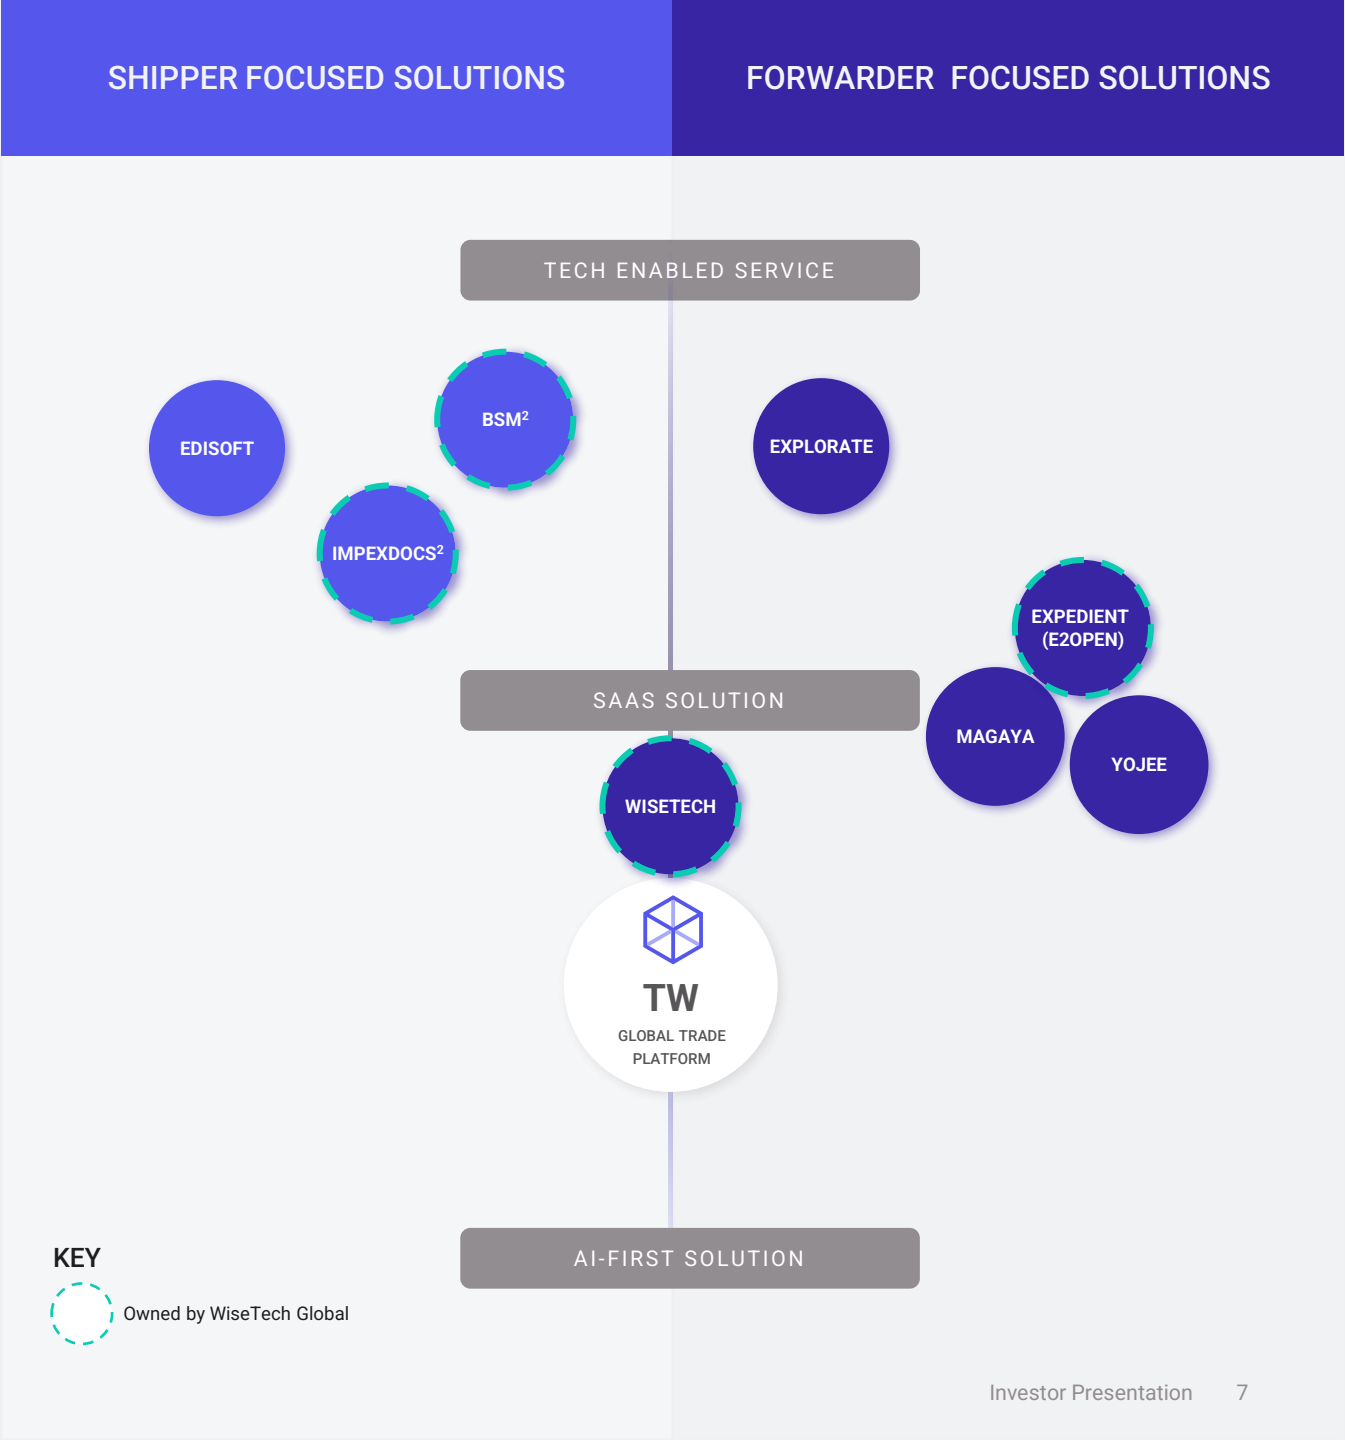 SHIPPER FOCUSED SOLUTIONS
FORWARDER FOCUSED SOLUTIONS
TECH ENABLED SERVICE
BSM²
EDISOFT
EXPLORATE
IMPEXDOCS²
EXPEDIENT
(E2OPEN)
SAAS SOLUTION
MAGAYA
YOJEE
WISETECH
TW
GLOBAL TRADE
PLATFORM
AI-FIRST SOLUTION
KEY
Owned by WiseTech Global
Investor Presentation 7